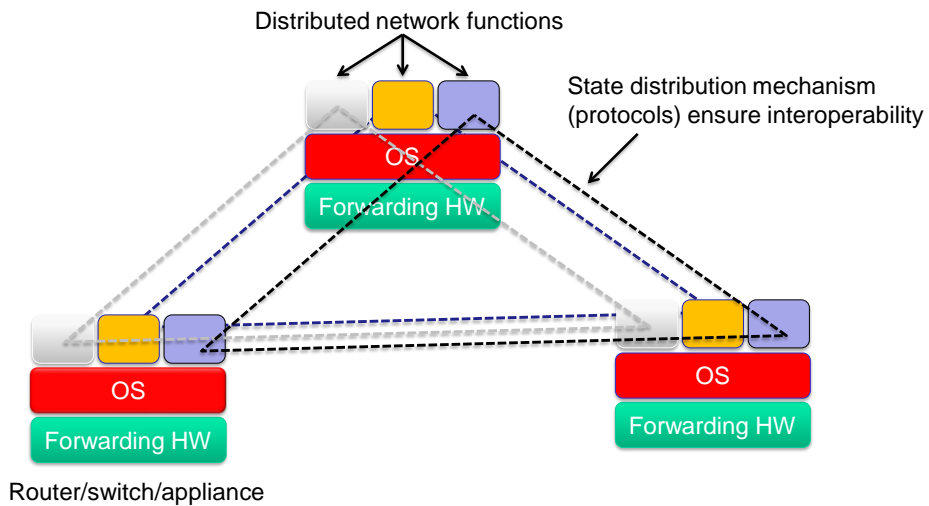 Distributed network functions
State distribution mechanism
(protocols) ensure interoperability
OS
Forwarding HW
OS
Forwarding HW
OS
Forwarding HW
Router/switch/appliance